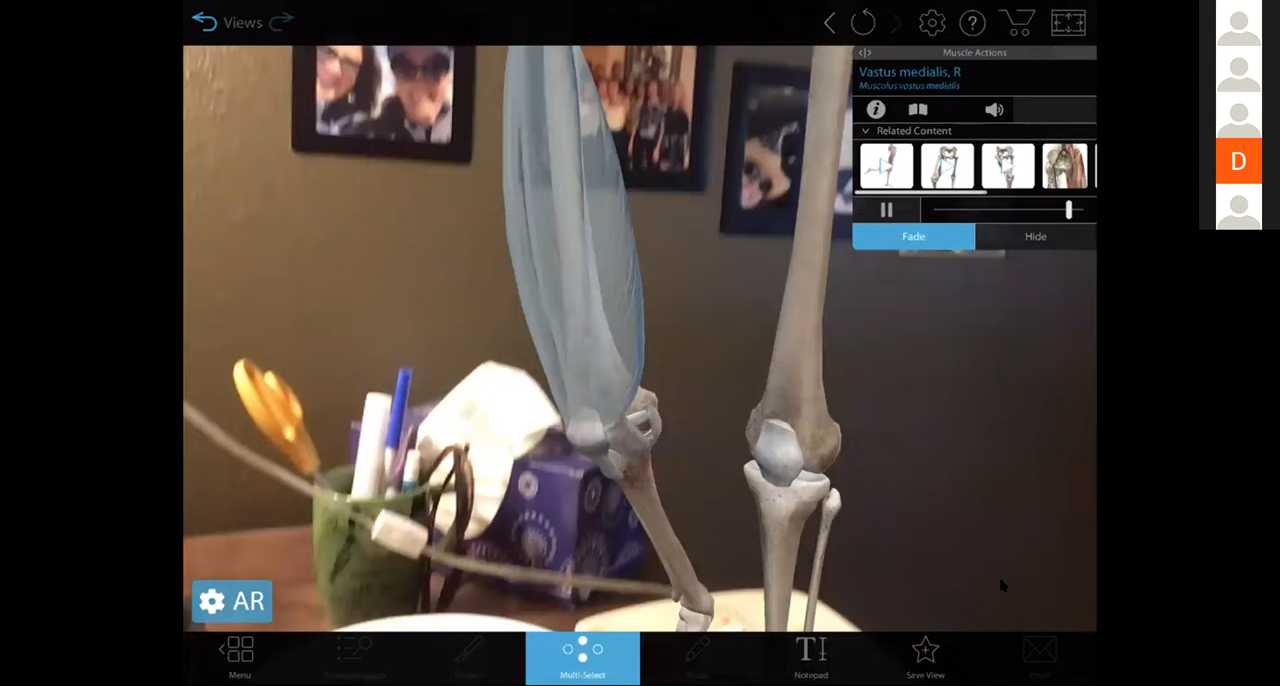 Views
Muscle Actions
Vastus medialis, R
Musculus vastus medialis
Related Content
Fade
Hide
D
AR
Menu
Multi-Select
Notepad
Save View